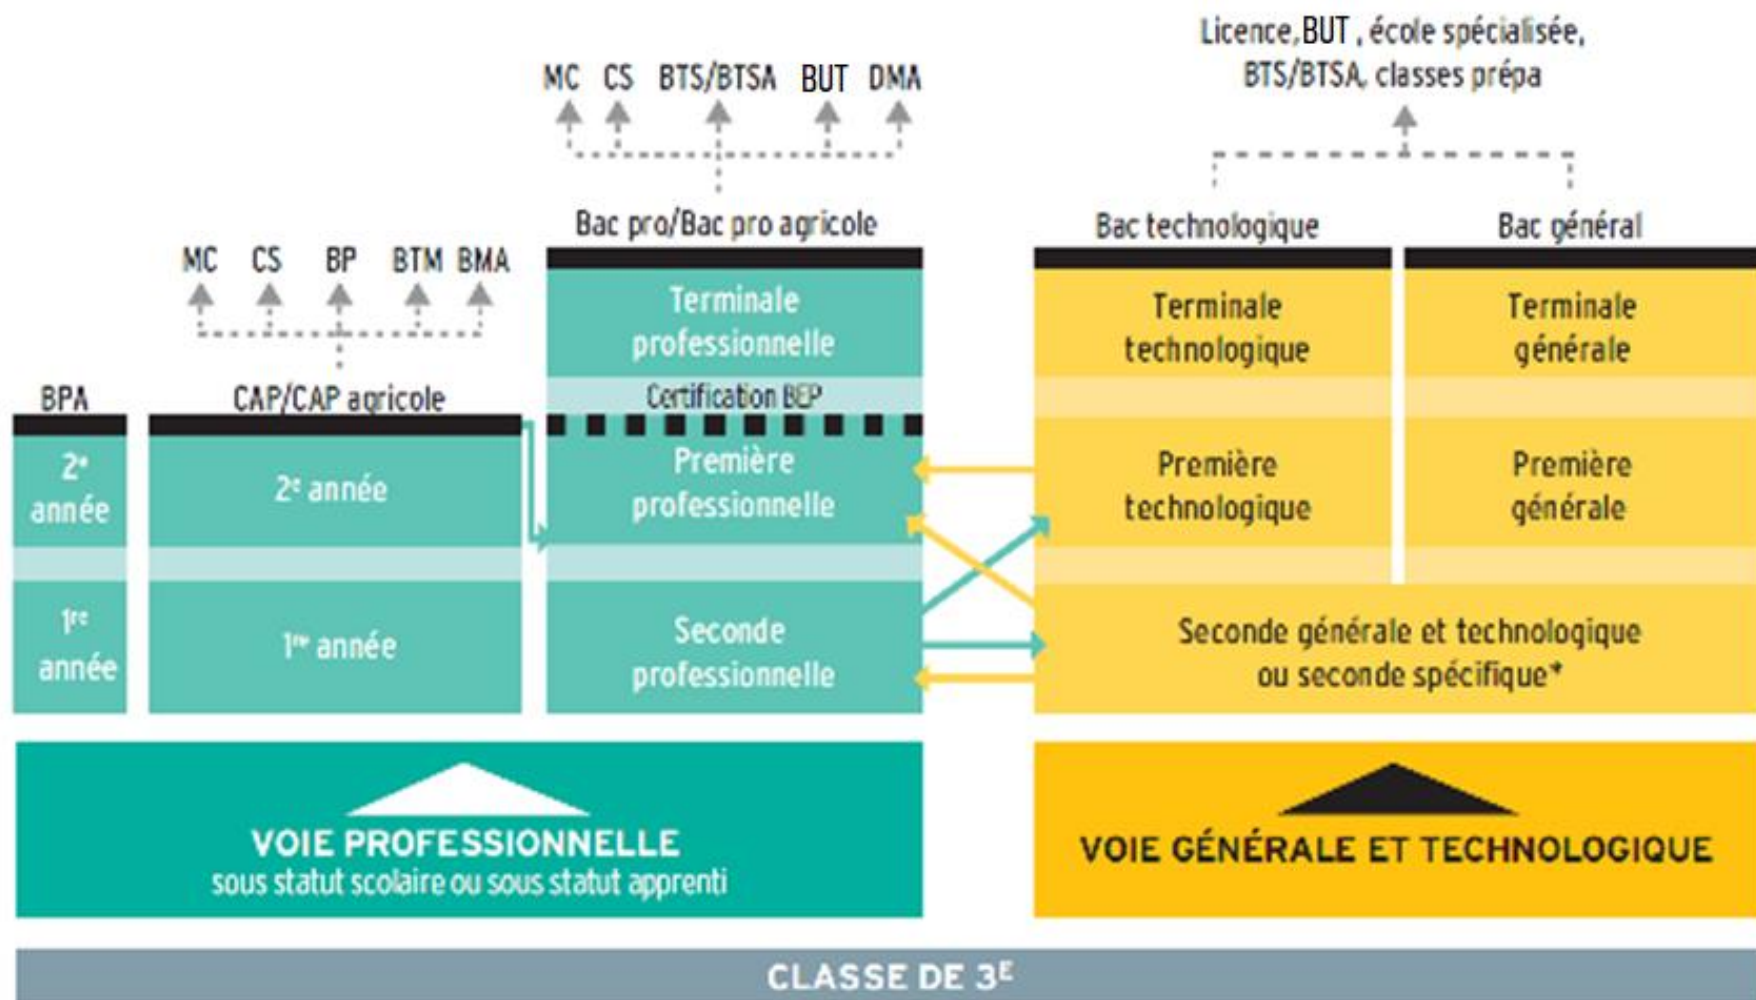 Licence, BUT , école spécialisée,
BTS/BTSA, classes prépa
MC CS BTS/BTSA BUT DMA
Bac pro/Bac pro agricole
Bac technologique
Bac général
MC CS BP BTM BMA
Terminale
professionnelle
Terminale
technologique
Terminale
générale
BPA
CAP/CAP agricole
Certification BEP
2e
année
2e année
Première
professionnelle
Première
technologique
Première
générale
1re
année
1re année
Seconde
professionnelle
Seconde générale et technologique
ou seconde spécifique*
VOIE PROFESSIONNELLE
sous statut scolaire ou sous statut apprenti
VOIE GÉNÉRALE ET TECHNOLOGIQUE
CLASSE DE 3E